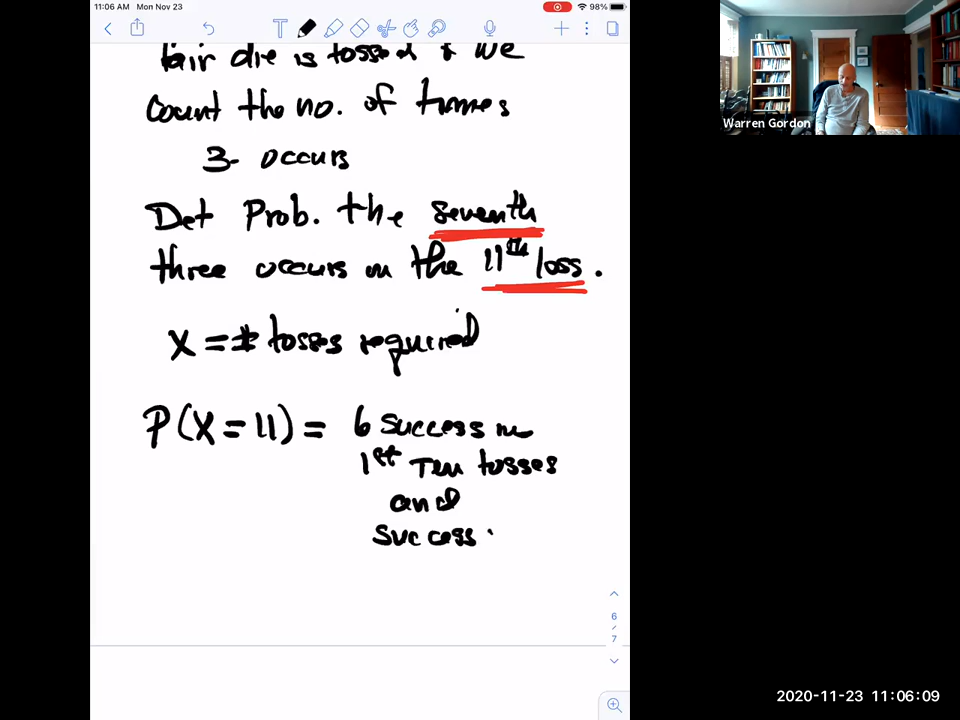 11:06 AM Mon Nov 23
98%
fair die is tossed & we
count the no. of times
3 occurs
Det Prob. the seventh
three occurs on the 11th toss.
X = # tosses required
P(X = 11) = 6 success in
1st Ten tosses
and
success
6
/
7
Warren Gordon
2020-11-23 11:06:09